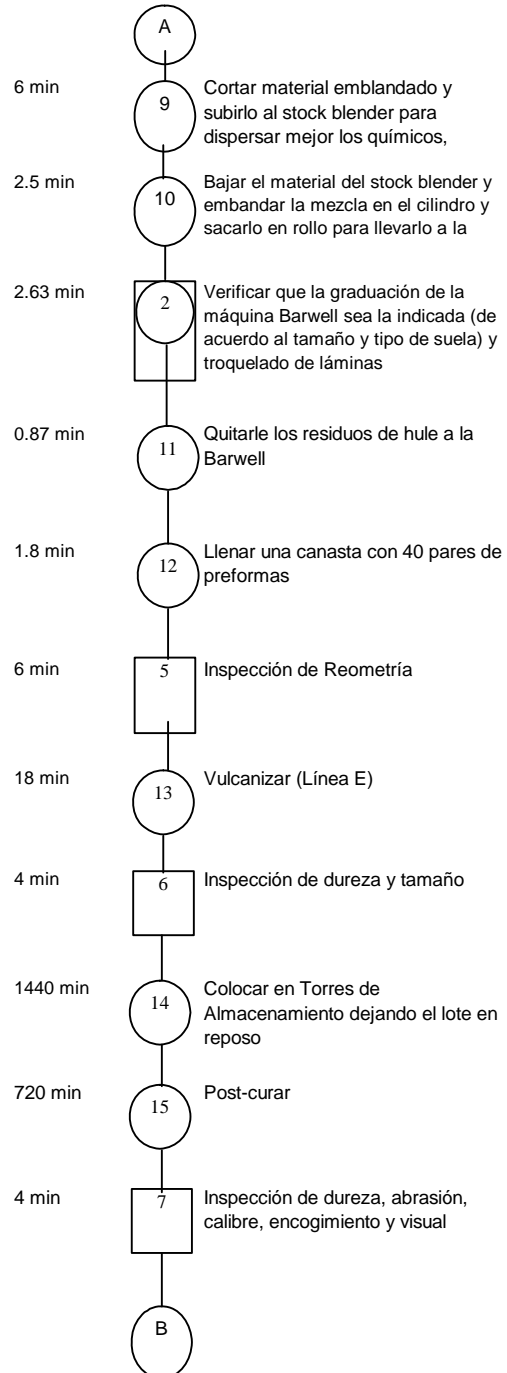 A
6 min
9
Cortar material emblandado y
subirlo al stock blender para
dispersar mejor los químicos,
2.5 min
10
Bajar el material del stock blender y
embandar la mezcla en el cilindro y
sacarlo en rollo para llevarlo a la
2.63 min
2
Verificar que la graduación de la
máquina Barwell sea la indicada (de
acuerdo al tamaño y tipo de suela) y
troquelado de láminas
0.87 min
11
Quitarle los residuos de hule a la
Barwell
1.8 min
12
Llenar una canasta con 40 pares de
preformas
6 min
5
Inspección de Reometría
18 min
13
Vulcanizar (Línea E)
4 min
6
Inspección de dureza y tamaño
1440 min
14
Colocar en Torres de
Almacenamiento dejando el lote en
reposo
720 min
15
Post-curar
4 min
7
Inspección de dureza, abrasión,
calibre, encogimiento y visual
B